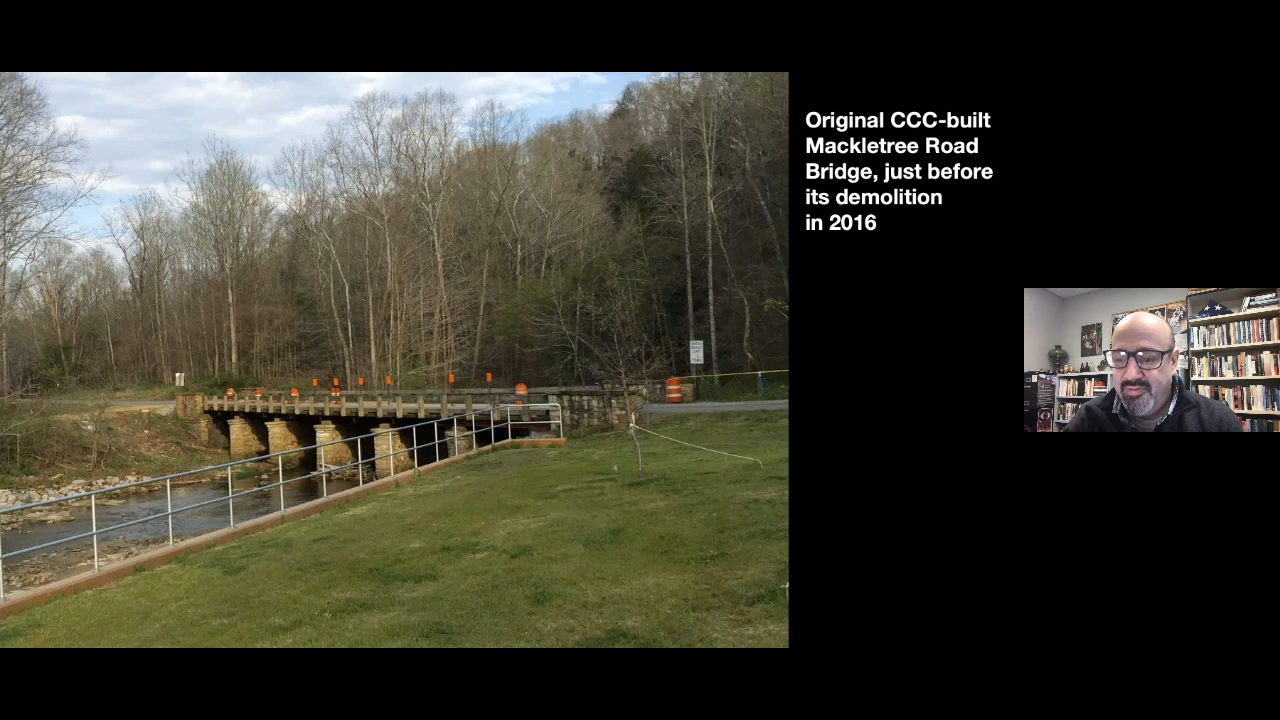 Original CCC-built
Mackletree Road
Bridge, just before
its demolition
in 2016